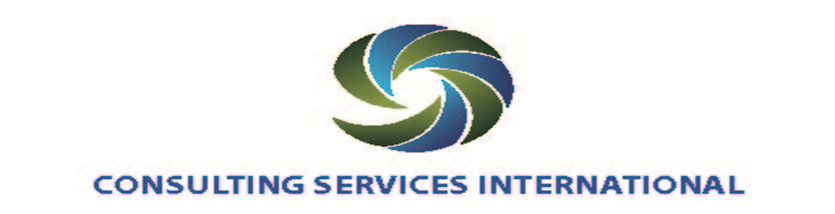 CONSULTING SERVICES INTERNATIONAL